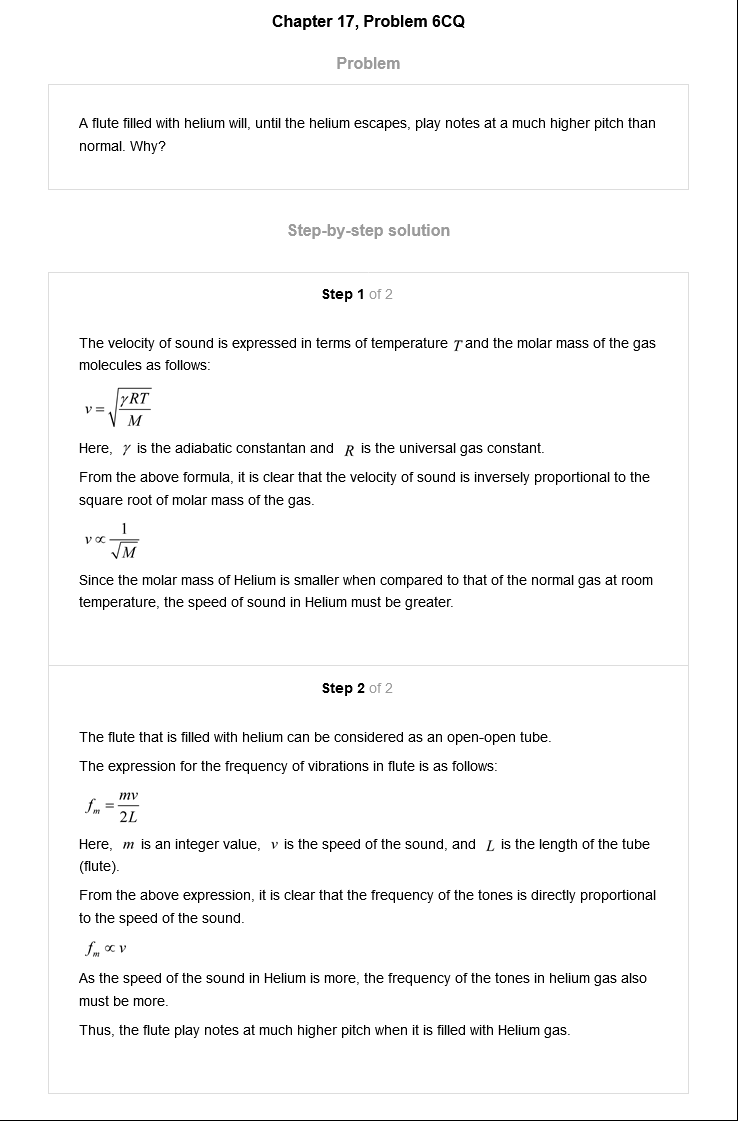 Chapter 17, Problem 6CQ
Problem
A flute filled with helium will, until the helium escapes, play notes at a much higher pitch than
normal. Why?
Step-by-step solution
Step 1 of 2
The velocity of sound is expressed in terms of temperature T and the molar mass of the gas
molecules as follows:
v = √(γRT/M)
Here, γ is the adiabatic constantan and R is the universal gas constant.
From the above formula, it is clear that the velocity of sound is inversely proportional to the
square root of molar mass of the gas.
v ∝ 1/√M
Since the molar mass of Helium is smaller when compared to that of the normal gas at room
temperature, the speed of sound in Helium must be greater.
Step 2 of 2
The flute that is filled with helium can be considered as an open-open tube.
The expression for the frequency of vibrations in flute is as follows:
fₘ = mv/2L
Here, m is an integer value, v is the speed of the sound, and L is the length of the tube
(flute).
From the above expression, it is clear that the frequency of the tones is directly proportional
to the speed of the sound.
fₘ ∝ v
As the speed of the sound in Helium is more, the frequency of the tones in helium gas also
must be more.
Thus, the flute play notes at much higher pitch when it is filled with Helium gas.